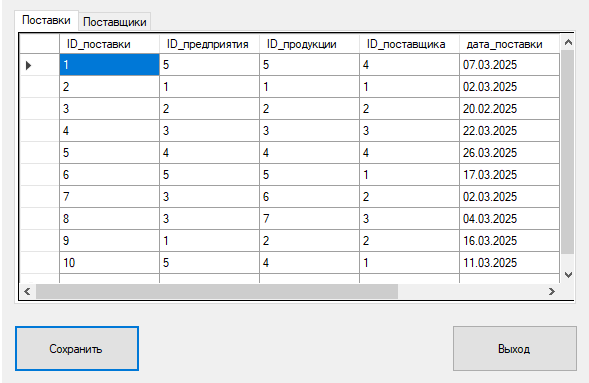 Поставки Поставщики
ID_поставки ID_предприятия ID_продукции ID_поставщика дата_поставки
1 5 5 4 07.03.2025
2 1 1 1 02.03.2025
3 2 2 2 20.02.2025
4 3 3 3 22.03.2025
5 4 4 4 26.03.2025
6 5 5 1 17.03.2025
7 3 6 2 02.03.2025
8 3 7 3 04.03.2025
9 1 2 2 16.03.2025
10 5 4 1 11.03.2025
Сохранить Выход